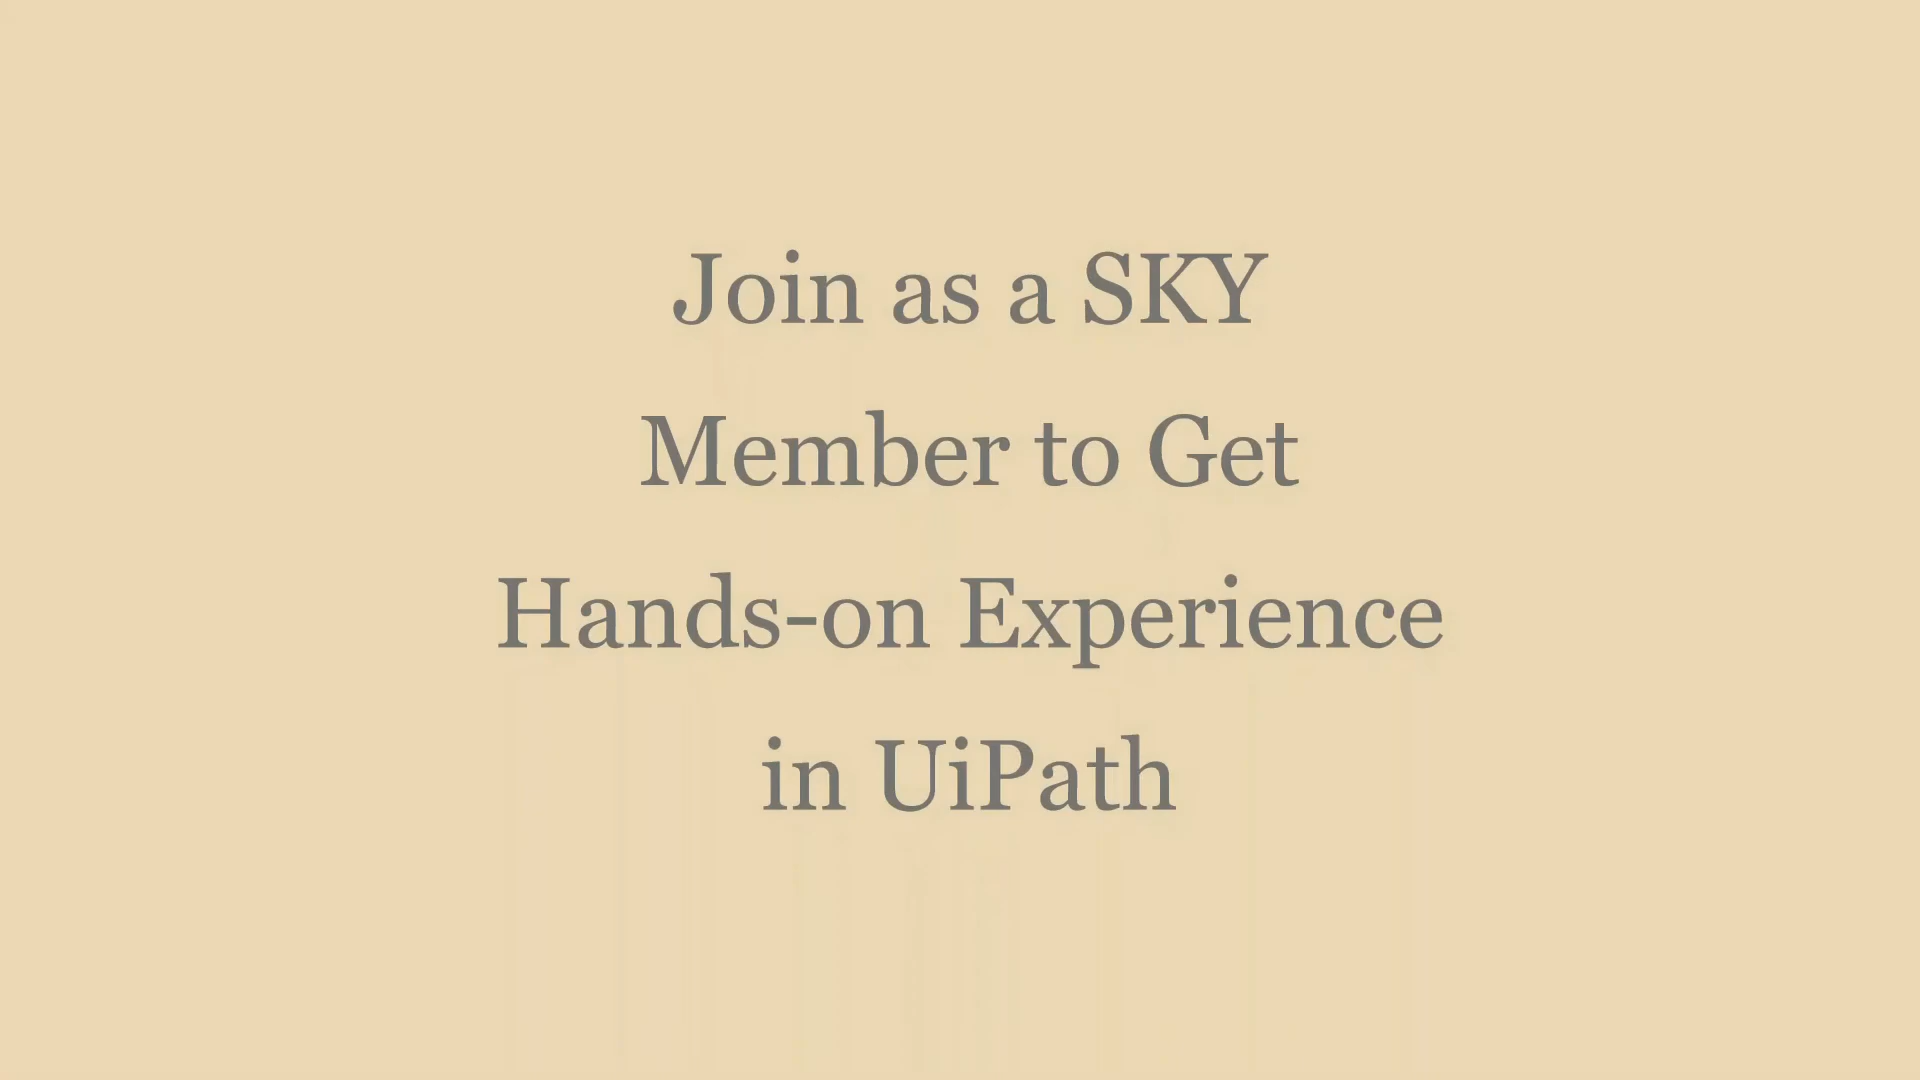 Join as a SKY
Member to Get
Hands-on Experience
in UiPath